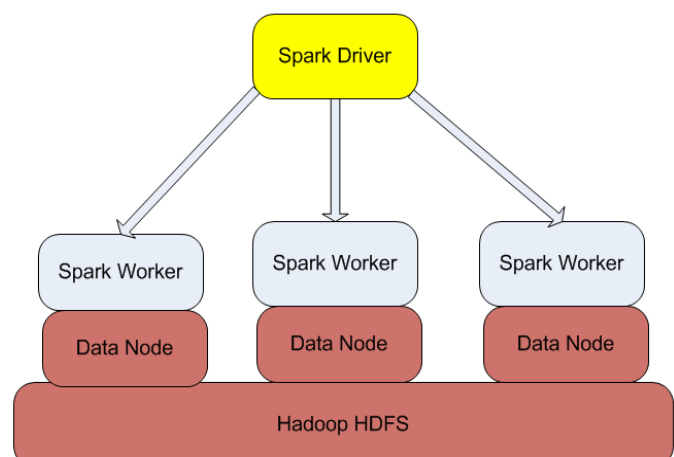 Spark Driver
Spark Worker
Spark Worker
Spark Worker
Data Node
Data Node
Data Node
Hadoop HDFS